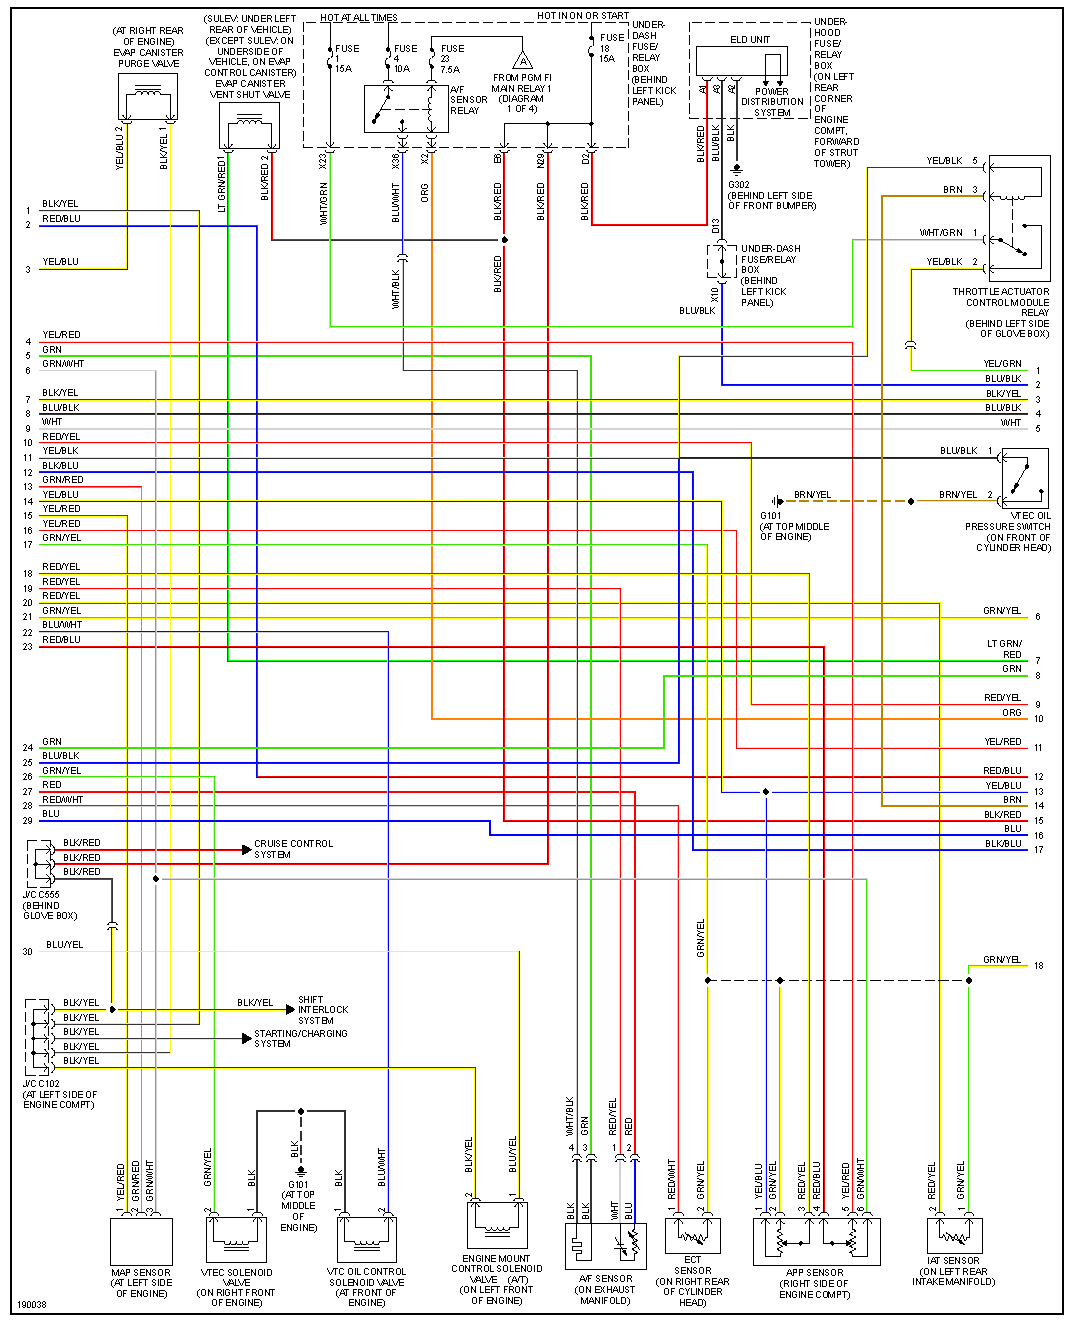 (AT RIGHT REAR
OF ENGINE)
EVAP CANISTER
PURGE VALVE
(SULEV: UNDER LEFT
REAR OF VEHICLE)
(EXCEPT SULEV: ON
UNDERSIDE OF
VEHICLE, ON EVAP
CONTROL CANISTER)
EVAP CANISTER
VENT SHUT VALVE
HOT AT ALL TIMES
HOT IN ON OR START
FUSE
1
15A
FUSE
4
10A
FUSE
23
7.5A
A
FROM PGM FI
MAIN RELAY 1
(DIAGRAM
1 OF 4)
FUSE
18
15A
A/F
SENSOR
RELAY
UNDER-
DASH
FUSE/
RELAY
BOX
(BEHIND
LEFT KICK
PANEL)
ELD UNIT
POWER
DISTRIBUTION
SYSTEM
UNDER-
HOOD
FUSE/
RELAY
BOX
(ON LEFT
REAR
CORNER
OF
ENGINE
COMPT,
FORWARD
OF STRUT
TOWER)
YEL/BLU 2
BLK/YEL 1
LT GRN/RED 1
BLK/RED 2
X23
X36
X2
E6
N29
D2
A1
A3
A2
WHT/GRN
BLU/WHT
ORG
BLK/RED
BLK/RED
BLK/RED
BLK/RED
BLU/BLK
BLK
G302
(BEHIND LEFT SIDE
OF FRONT BUMPER)
D13
UNDER-DASH
FUSE/RELAY
BOX
(BEHIND
LEFT KICK
PANEL)
X10
BLU/BLK
WHT/BLK
BLK/RED
YEL/BLK 5
BRN 3
WHT/GRN 1
YEL/BLK 2
THROTTLE ACTUATOR
CONTROL MODULE
RELAY
(BEHIND LEFT SIDE
OF GLOVE BOX)
1 BLK/YEL
2 RED/BLU
3 YEL/BLU
4 YEL/RED
5 GRN
6 GRN/WHT
7 BLK/YEL
8 BLU/BLK
9 WHT
10 RED/YEL
11 YEL/BLK
12 BLK/BLU
13 GRN/RED
14 YEL/BLU
15 YEL/RED
16 YEL/RED
17 GRN/YEL
18 RED/YEL
19 RED/YEL
20 RED/YEL
21 GRN/YEL
22 BLU/WHT
23 RED/BLU
24 GRN
25 BLU/BLK
26 GRN/YEL
27 RED
28 RED/WHT
29 BLU
30 BLU/YEL
YEL/GRN 1
BLU/BLK 2
BLK/YEL 3
BLU/BLK 4
WHT 5
BLU/BLK 1
BRN/YEL
BRN/YEL 2
G101
(AT TOP MIDDLE
OF ENGINE)
VTEC OIL
PRESSURE SWITCH
(ON FRONT OF
CYLINDER HEAD)
GRN/YEL 6
LT GRN/
RED 7
GRN 8
RED/YEL 9
ORG 10
YEL/RED 11
RED/BLU 12
YEL/BLU 13
BRN 14
BLK/RED 15
BLU 16
BLK/BLU 17
GRN/YEL 18
BLK/RED
CRUISE CONTROL
SYSTEM
BLK/RED
BLK/RED
J/C C555
(BEHIND
GLOVE BOX)
BLK/YEL
BLK/YEL
SHIFT
INTERLOCK
SYSTEM
BLK/YEL
BLK/YEL
STARTING/CHARGING
SYSTEM
BLK/YEL
BLK/YEL
J/C C102
(AT LEFT SIDE OF
ENGINE COMPT)
GRN/YEL
YEL/RED 1
GRN/RED 2
GRN/WHT 3
MAP SENSOR
(AT LEFT SIDE
OF ENGINE)
GRN/YEL 2
BLK 1
VTEC SOLENOID
VALVE
(ON RIGHT FRONT
OF ENGINE)
BLK
G101
(AT TOP
MIDDLE
OF
ENGINE)
BLK 1
BLU/WHT 2
VTC OIL CONTROL
SOLENOID VALVE
(AT FRONT OF
ENGINE)
BLK/YEL 2
BLU/YEL 1
ENGINE MOUNT
CONTROL SOLENOID
VALVE (A/T)
(ON LEFT FRONT
OF ENGINE)
WHT/BLK 4
GRN 3
RED/YEL 1
RED 2
BLK
BLK
WHT
BLU
A/F SENSOR
(ON EXHAUST
MANIFOLD)
RED/WHT 1
GRN/YEL 2
ECT
SENSOR
(ON RIGHT REAR
OF CYLINDER
HEAD)
YEL/BLU 1
GRN/YEL 2
RED/YEL 3
RED/BLU 4
YEL/RED 5
GRN/WHT 6
APP SENSOR
(RIGHT SIDE OF
ENGINE COMPT)
RED/YEL 2
GRN/YEL 1
IAT SENSOR
(ON LEFT REAR
INTAKE MANIFOLD)
190038